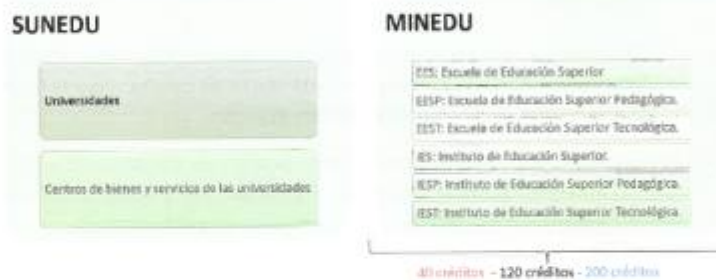 SUNEDU
Universidades
Centros de bienes y servicios de las universidades
MINEDU
EES: Escuela de Educación Superior
EESP: Escuela de Educación Superior Pedagógica.
EEST: Escuela de Educación Superior Tecnológica.
IES: Instituto de Educación Superior.
IESP: Instituto de Educación Superior Pedagógica.
IEST: Instituto de Educación Superior Tecnológica.
40 créditos - 120 créditos - 200 créditos